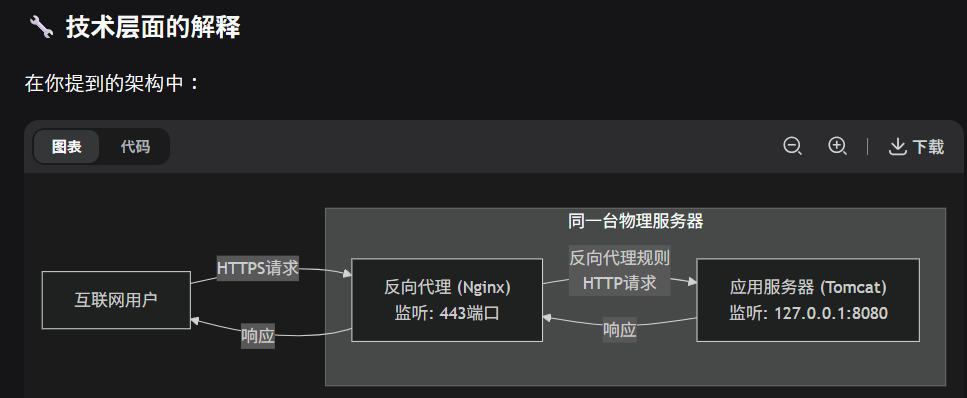 🔧 技术层面的解释
在你提到的架构中：
图表 代码 下载
同一台物理服务器
HTTPS请求
反向代理规则
HTTP请求
互联网用户
反向代理 (Nginx)
监听: 443端口
应用服务器 (Tomcat)
监听: 127.0.0.1:8080
响应
响应